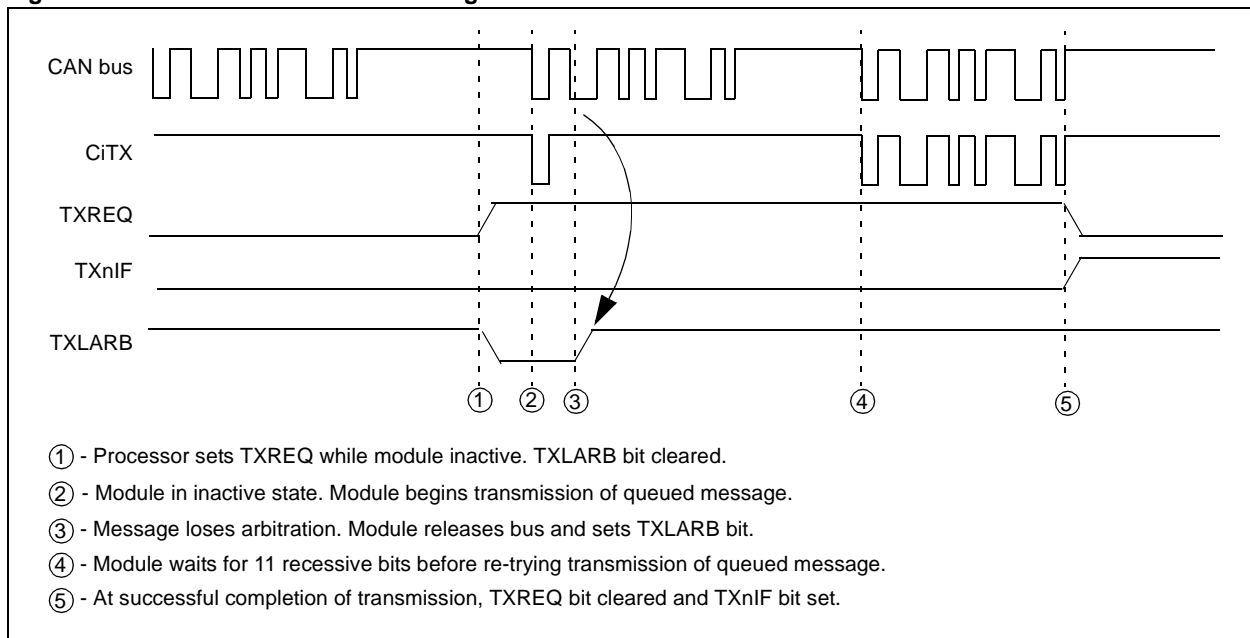 CAN bus
CiTX
TXREQ
TXnIF
TXLARB
1 2 3 4 5
1 - Processor sets TXREQ while module inactive. TXLARB bit cleared.
2 - Module in inactive state. Module begins transmission of queued message.
3 - Message loses arbitration. Module releases bus and sets TXLARB bit.
4 - Module waits for 11 recessive bits before re-trying transmission of queued message.
5 - At successful completion of transmission, TXREQ bit cleared and TXnIF bit set.